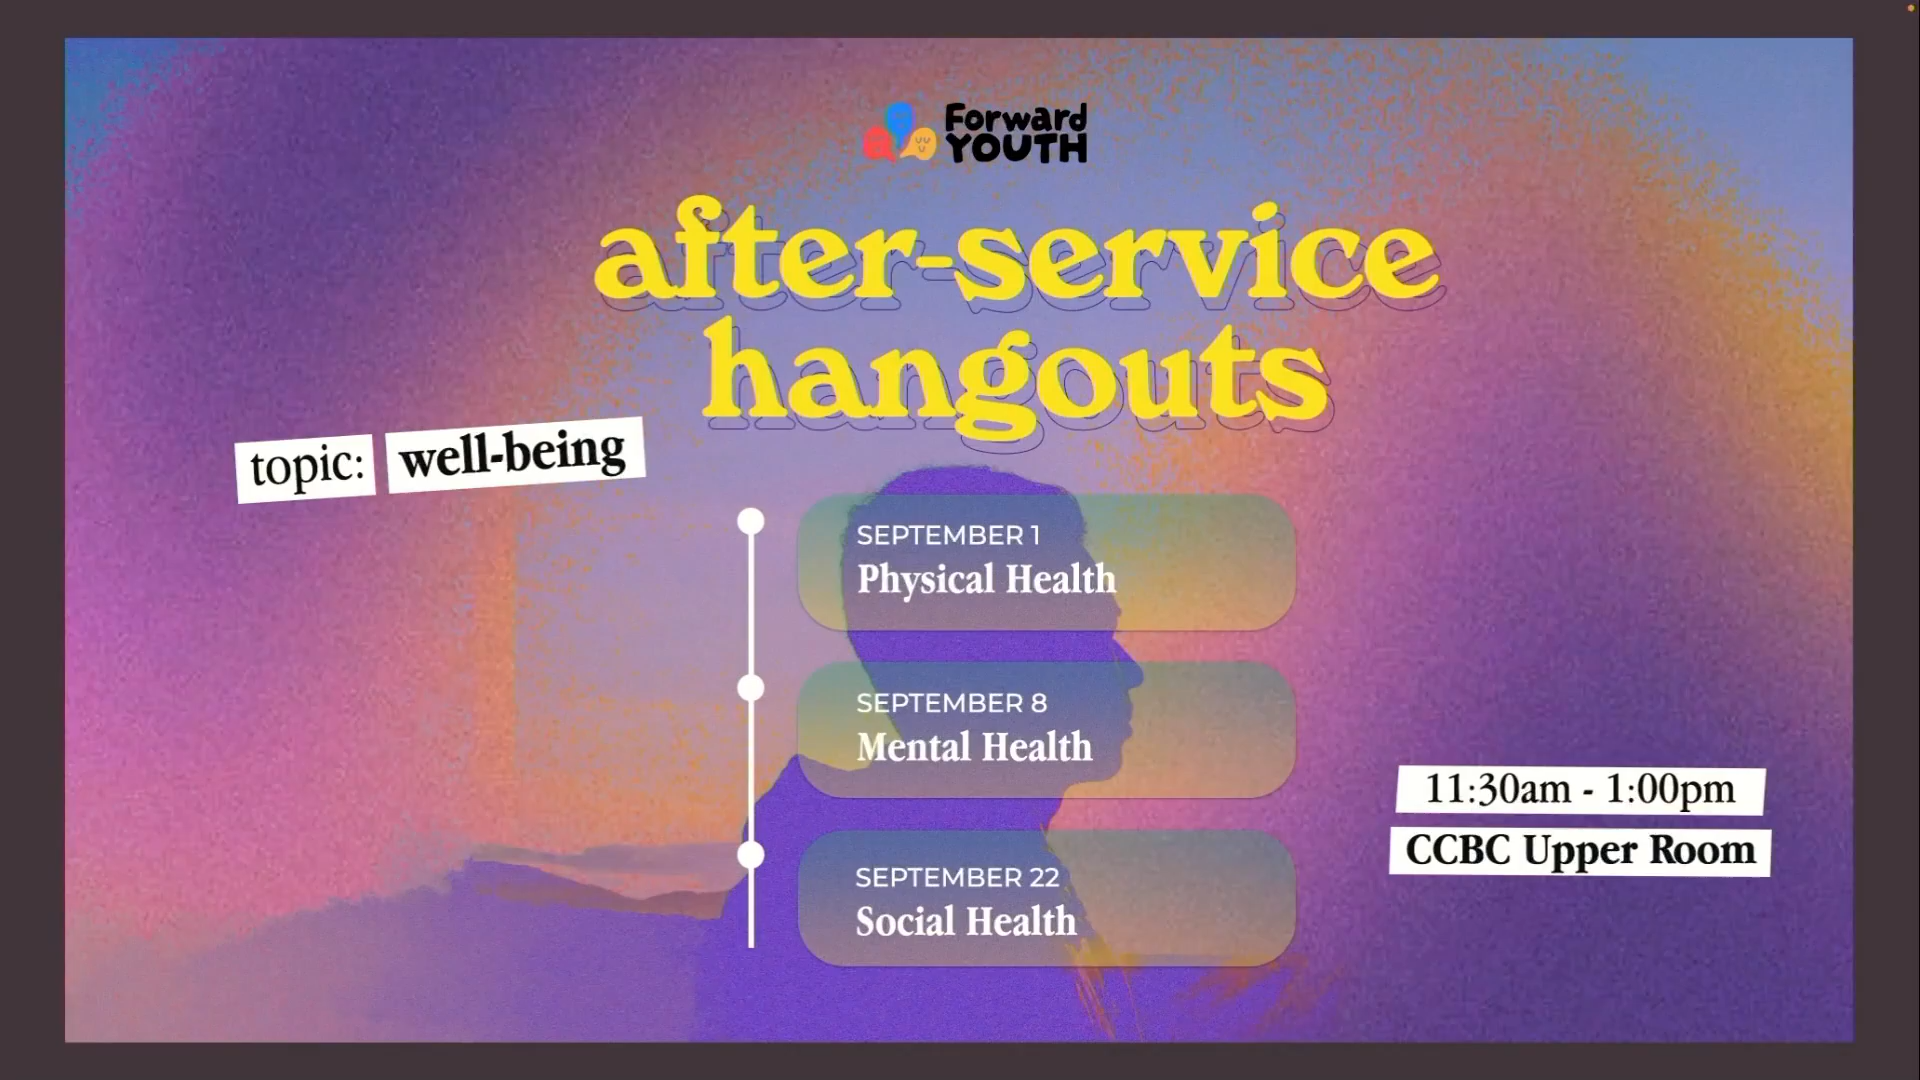 Forward
YOUTH
after-service
hangouts
topic: well-being
SEPTEMBER 1
Physical Health
SEPTEMBER 8
Mental Health
SEPTEMBER 22
Social Health
11:30am - 1:00pm
CCBC Upper Room